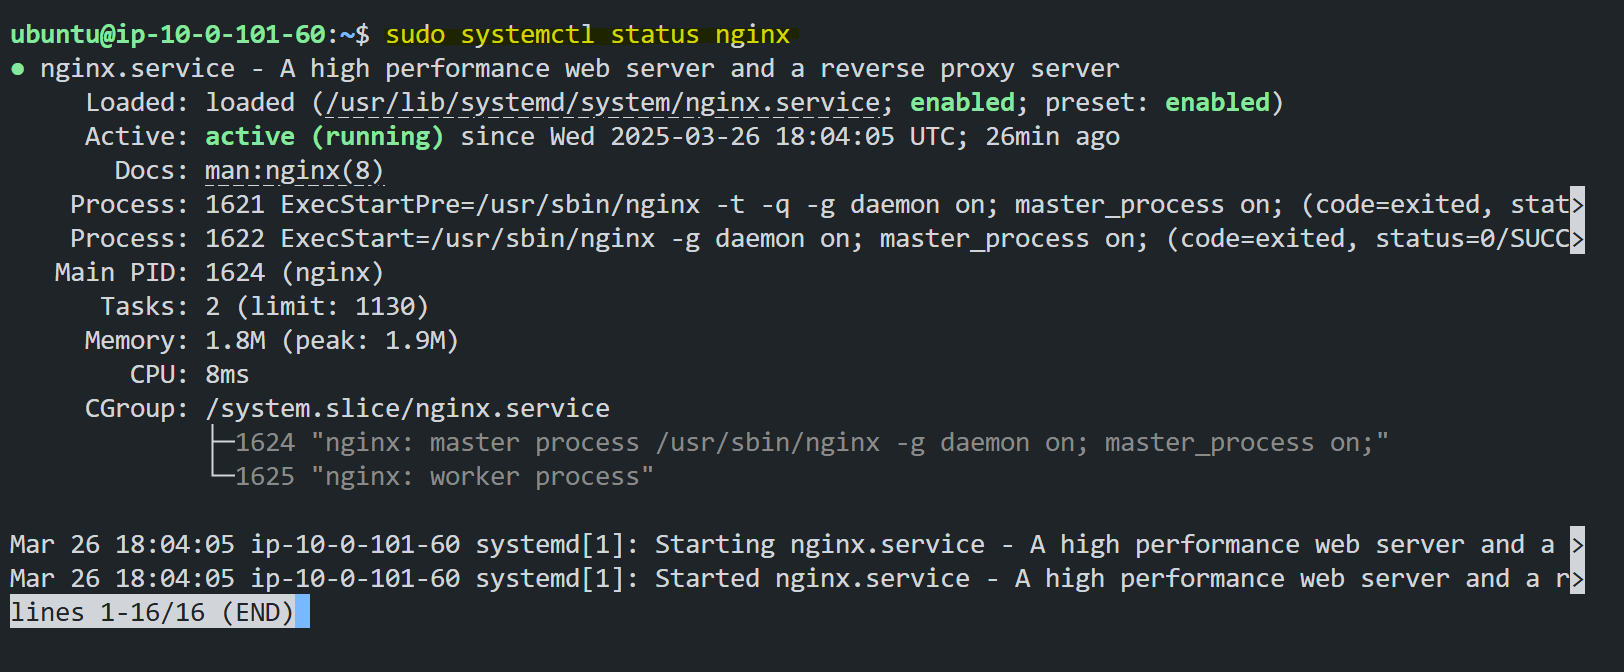 ubuntu@ip-10-0-101-60:~$ sudo systemctl status nginx
● nginx.service - A high performance web server and a reverse proxy server
     Loaded: loaded (/usr/lib/systemd/system/nginx.service; enabled; preset: enabled)
     Active: active (running) since Wed 2025-03-26 18:04:05 UTC; 26min ago
       Docs: man:nginx(8)
    Process: 1621 ExecStartPre=/usr/sbin/nginx -t -q -g daemon on; master_process on; (code=exited, stat>
    Process: 1622 ExecStart=/usr/sbin/nginx -g daemon on; master_process on; (code=exited, status=0/SUCC>
   Main PID: 1624 (nginx)
      Tasks: 2 (limit: 1130)
     Memory: 1.8M (peak: 1.9M)
        CPU: 8ms
     CGroup: /system.slice/nginx.service
             ├─1624 "nginx: master process /usr/sbin/nginx -g daemon on; master_process on;"
             └─1625 "nginx: worker process"

Mar 26 18:04:05 ip-10-0-101-60 systemd[1]: Starting nginx.service - A high performance web server and a >
Mar 26 18:04:05 ip-10-0-101-60 systemd[1]: Started nginx.service - A high performance web server and a r>
lines 1-16/16 (END)